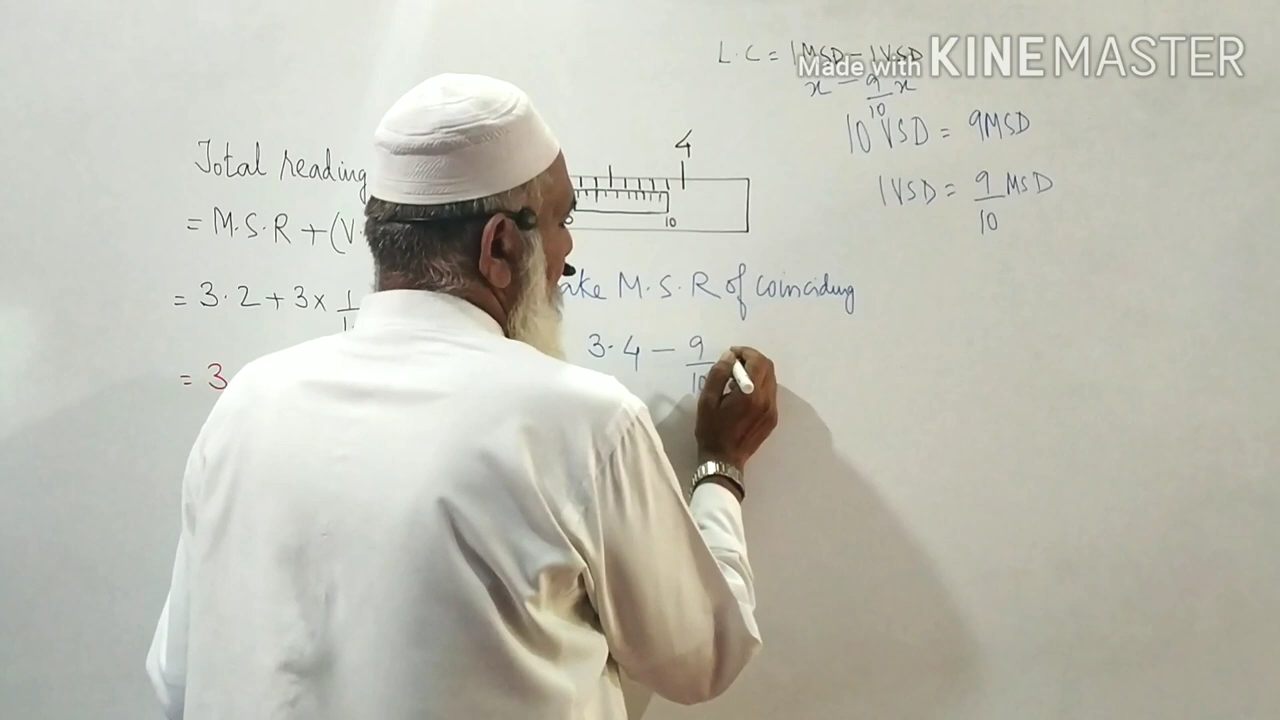 L.C = 1MSD - 1VSD
Made with KINEMASTER
x - 9/10 x
10 VSD = 9MSD
1VSD = 9/10 MSD
4
Total reading
10
= M.S.R + (V.
M.S.R of coinciding
= 3.2 + 3 x
3.4 - 9/10
= 3